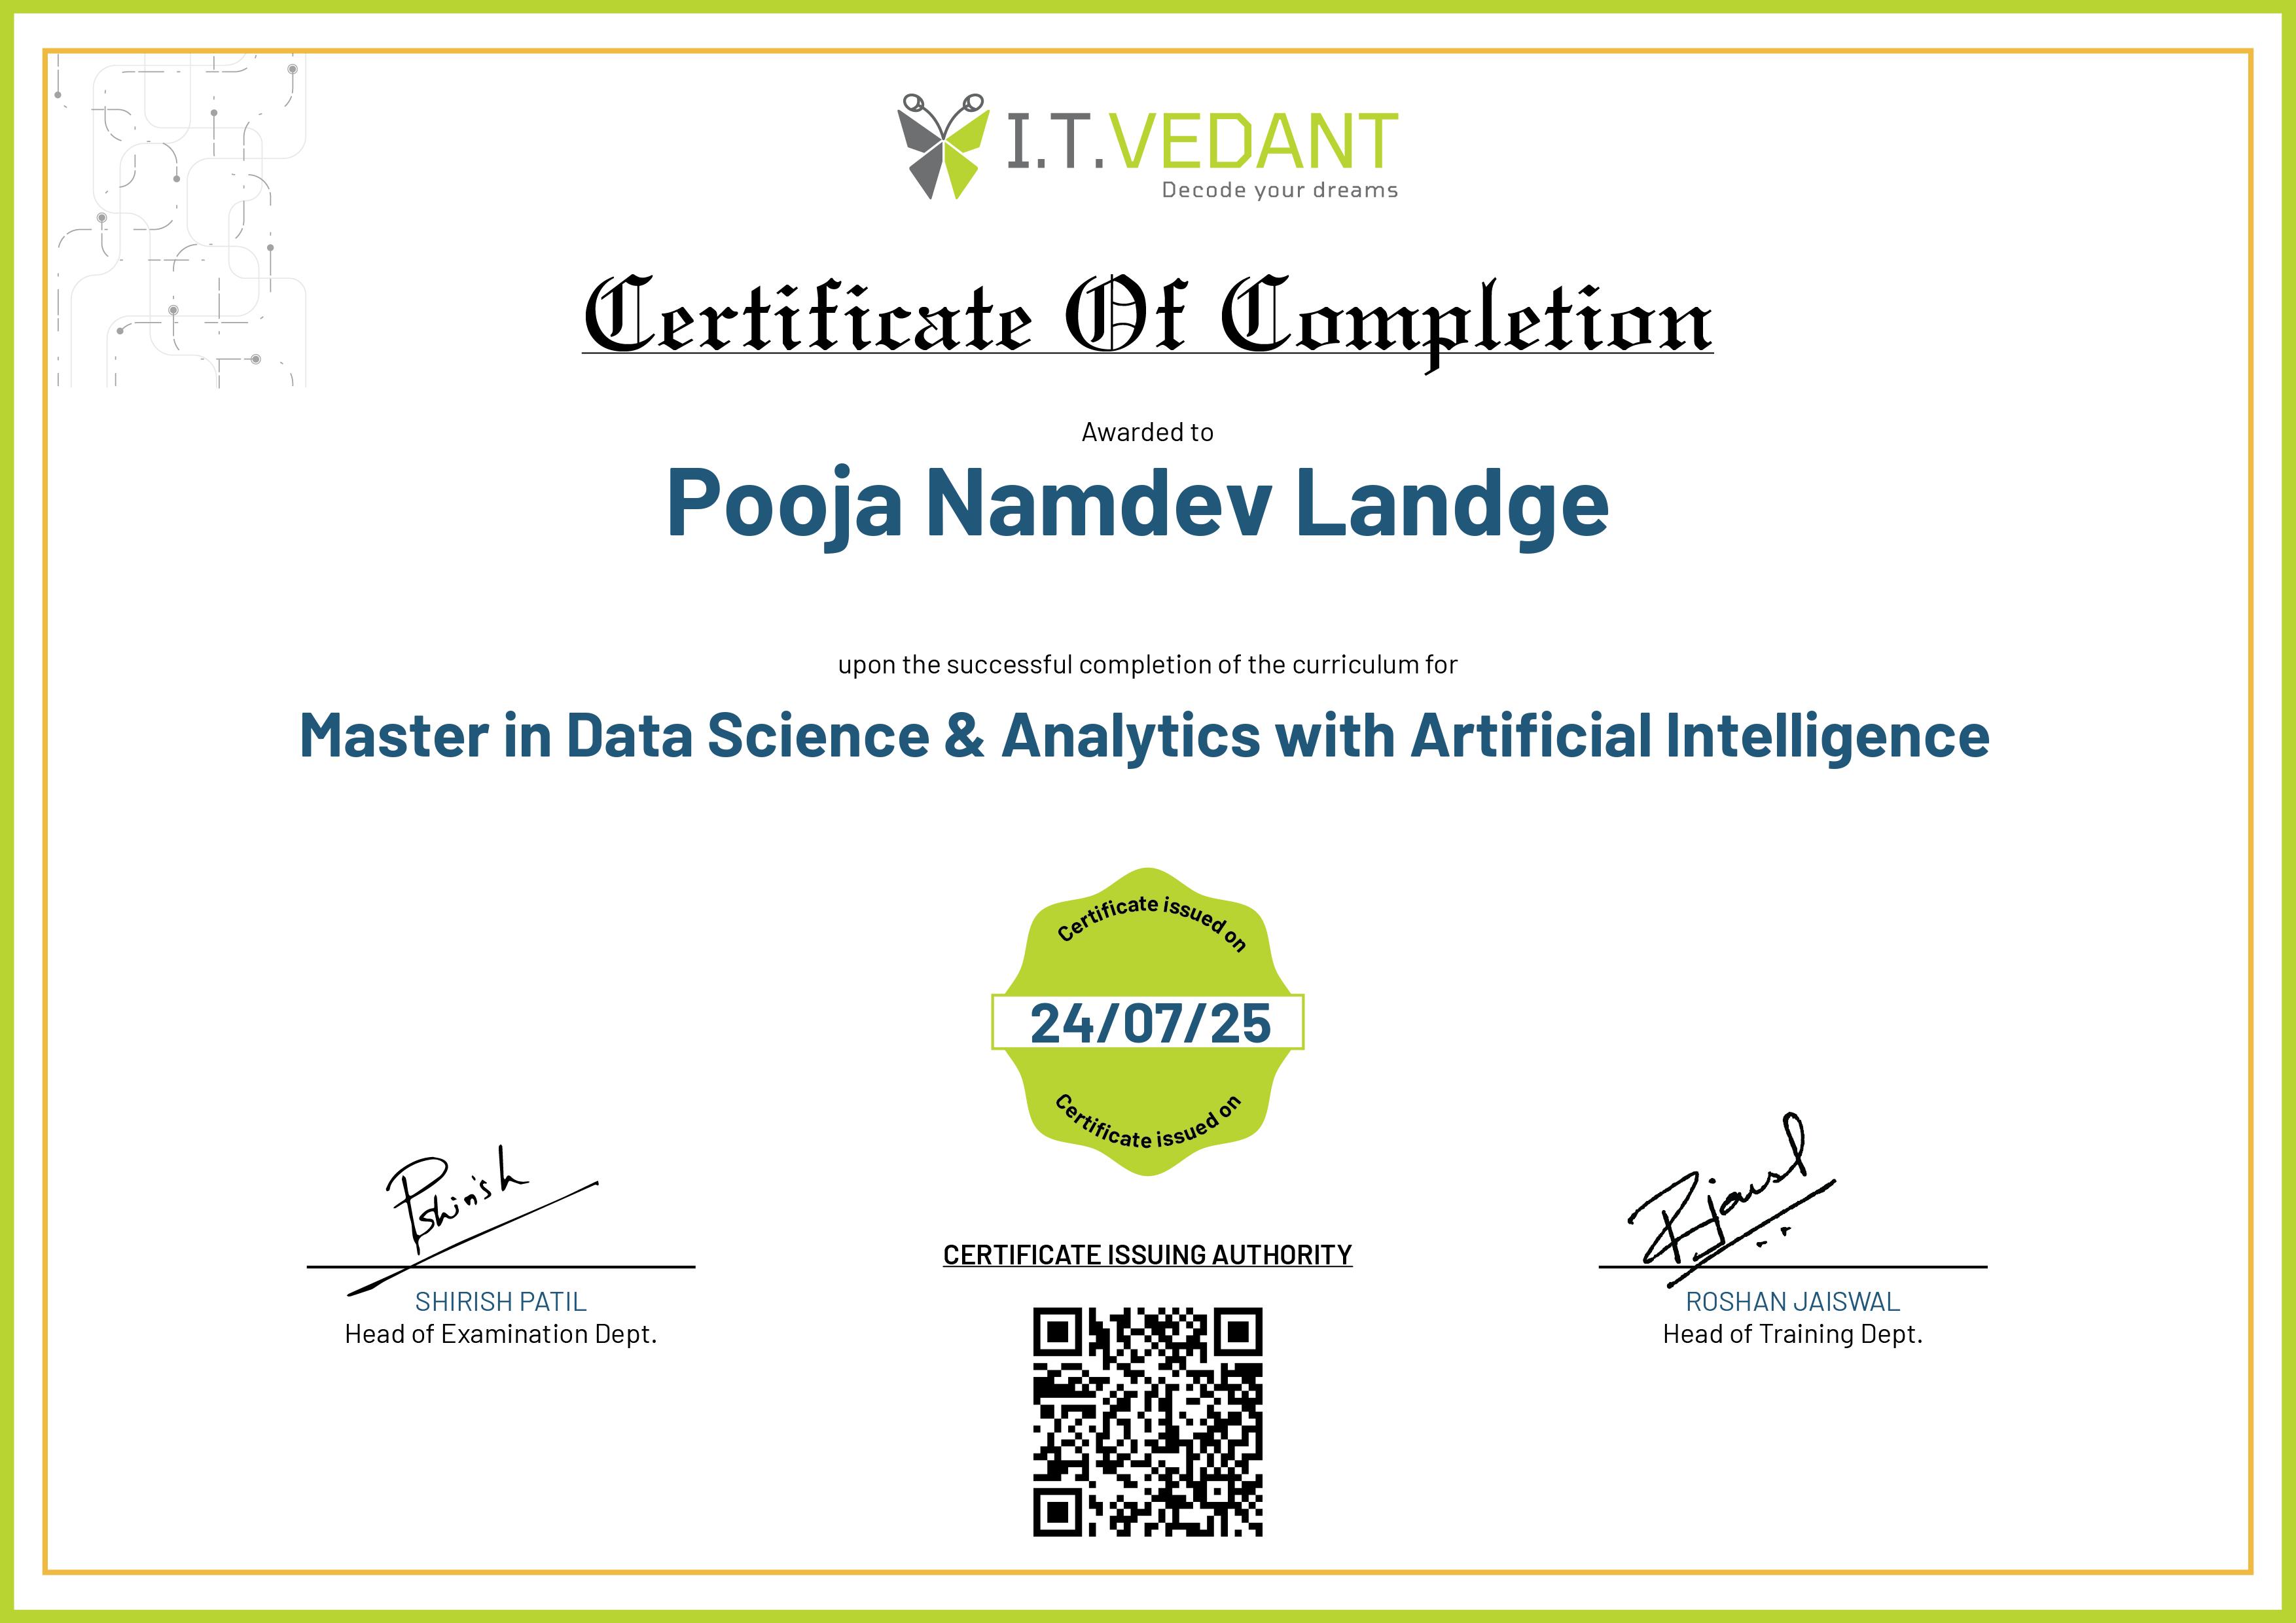 I.T.VEDANT
Decode your dreams
Certificate Of Completion
Awarded to
Pooja Namdev Landge
upon the successful completion of the curriculum for
Master in Data Science & Analytics with Artificial Intelligence
Certificate issued on
24/07/25
Certificate issued on
Pshirish
Rjaiswal
CERTIFICATE ISSUING AUTHORITY
SHIRISH PATIL
Head of Examination Dept.
ROSHAN JAISWAL
Head of Training Dept.